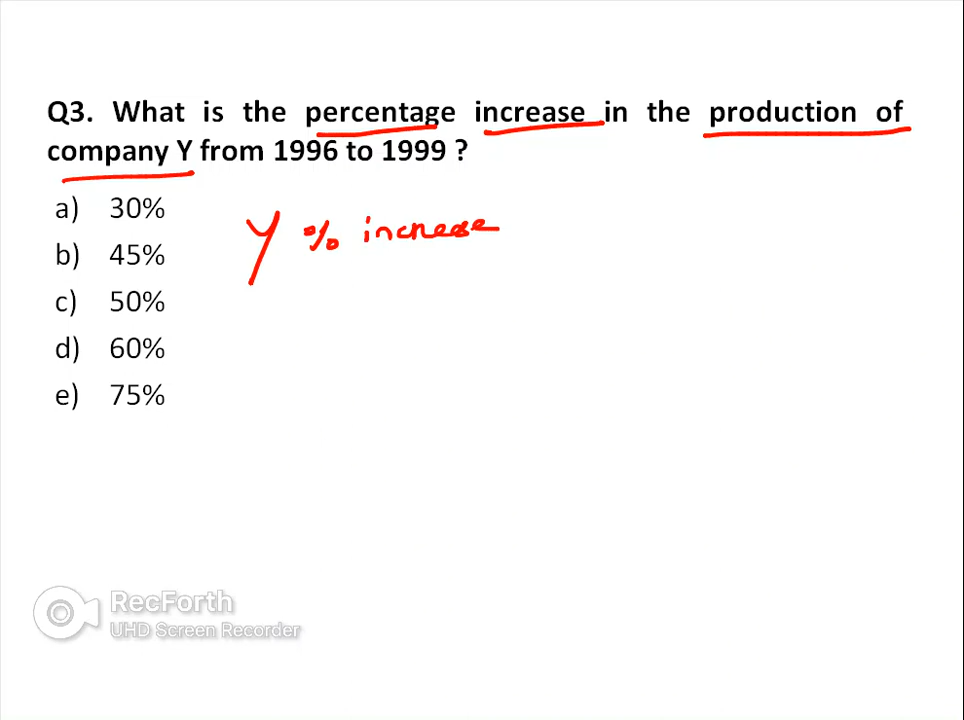 Q3. What is the percentage increase in the production of
company Y from 1996 to 1999 ?
a) 30%
Y % increase
b) 45%
c) 50%
d) 60%
e) 75%
RecForth
UHD Screen Recorder